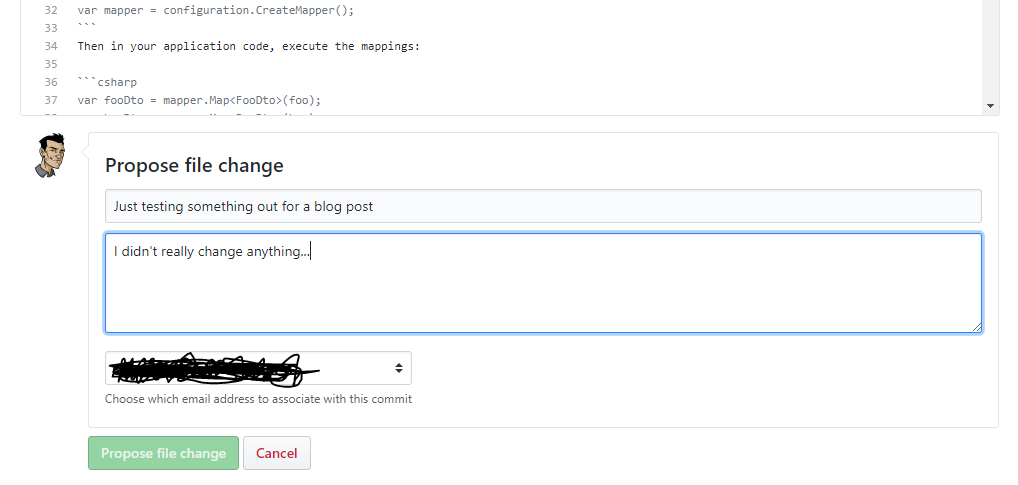 32 var mapper = configuration.CreateMapper();
33 ```
34 Then in your application code, execute the mappings:
35
36 ```csharp
37 var fooDto = mapper.Map<FooDto>(foo);
Propose file change
Just testing something out for a blog post
I didn't really change anything...
Choose which email address to associate with this commit
Propose file change Cancel